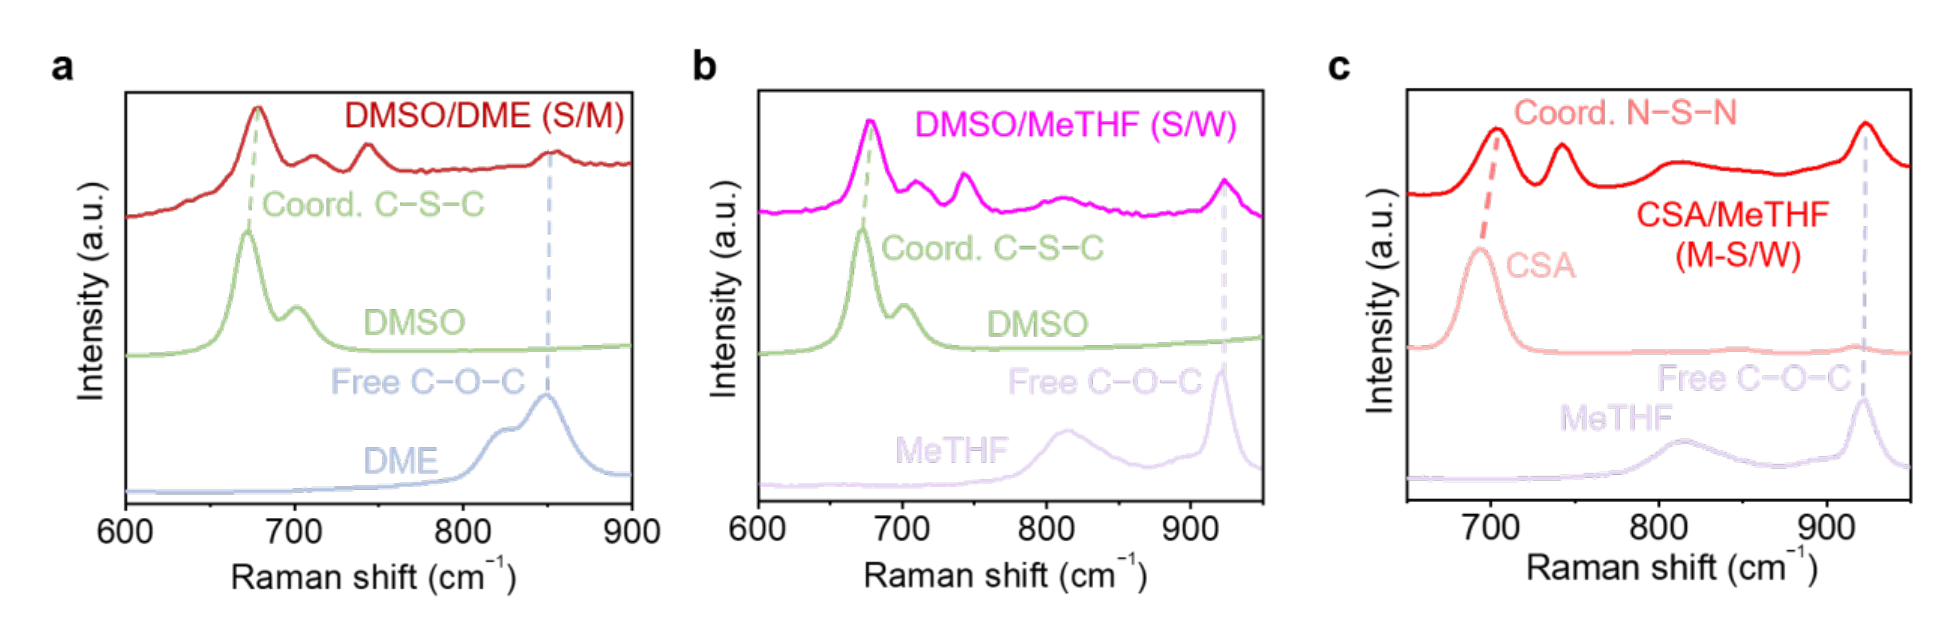 a
DMSO/DME (S/M)
Coord. C−S−C
DMSO
Free C−O−C
DME
Intensity (a.u.)
600 700 800 900
Raman shift (cm⁻¹)
b
DMSO/MeTHF (S/W)
Coord. C−S−C
DMSO
Free C−O−C
MeTHF
Intensity (a.u.)
600 700 800 900
Raman shift (cm⁻¹)
c
Coord. N−S−N
CSA/MeTHF
(M-S/W)
CSA
Free C−O−C
MeTHF
Intensity (a.u.)
700 800 900
Raman shift (cm⁻¹)